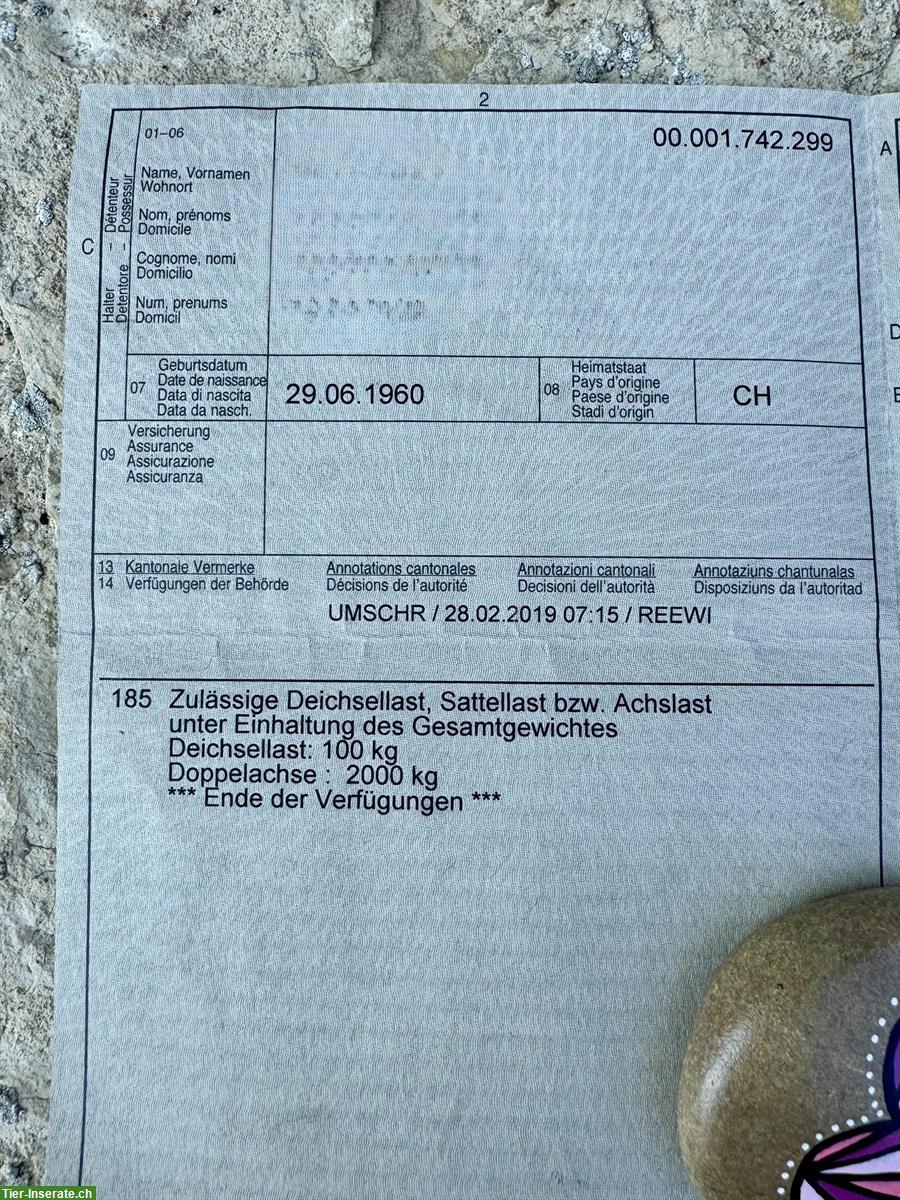 2
01–06
00.001.742.299
A
Name, Vornamen
Wohnort
Nom, prénoms
Domicile
Cognome, nomi
Domicilio
Num, prenums
Domicil
C
Halter – Détenteur
Detentore – Possessur
D
07
Geburtsdatum
Date de naissance
Data di nascita
Data da nasch.
29.06.1960
08
Heimatstaat
Pays d'origine
Paese d'origine
Stadi d'origin
CH
E
09
Versicherung
Assurance
Assicurazione
Assicuranza
13 Kantonale Vermerke Annotations cantonales Annotazioni cantonali Annotaziuns chantunalas
14 Verfügungen der Behörde Décisions de l'autorité Decisioni dell'autorità Disposiziuns da l'autoritad
UMSCHR / 28.02.2019 07:15 / REEWI
185 Zulässige Deichsellast, Sattellast bzw. Achslast
unter Einhaltung des Gesamtgewichtes
Deichsellast: 100 kg
Doppelachse : 2000 kg
*** Ende der Verfügungen ***
Tier-Inserate.ch